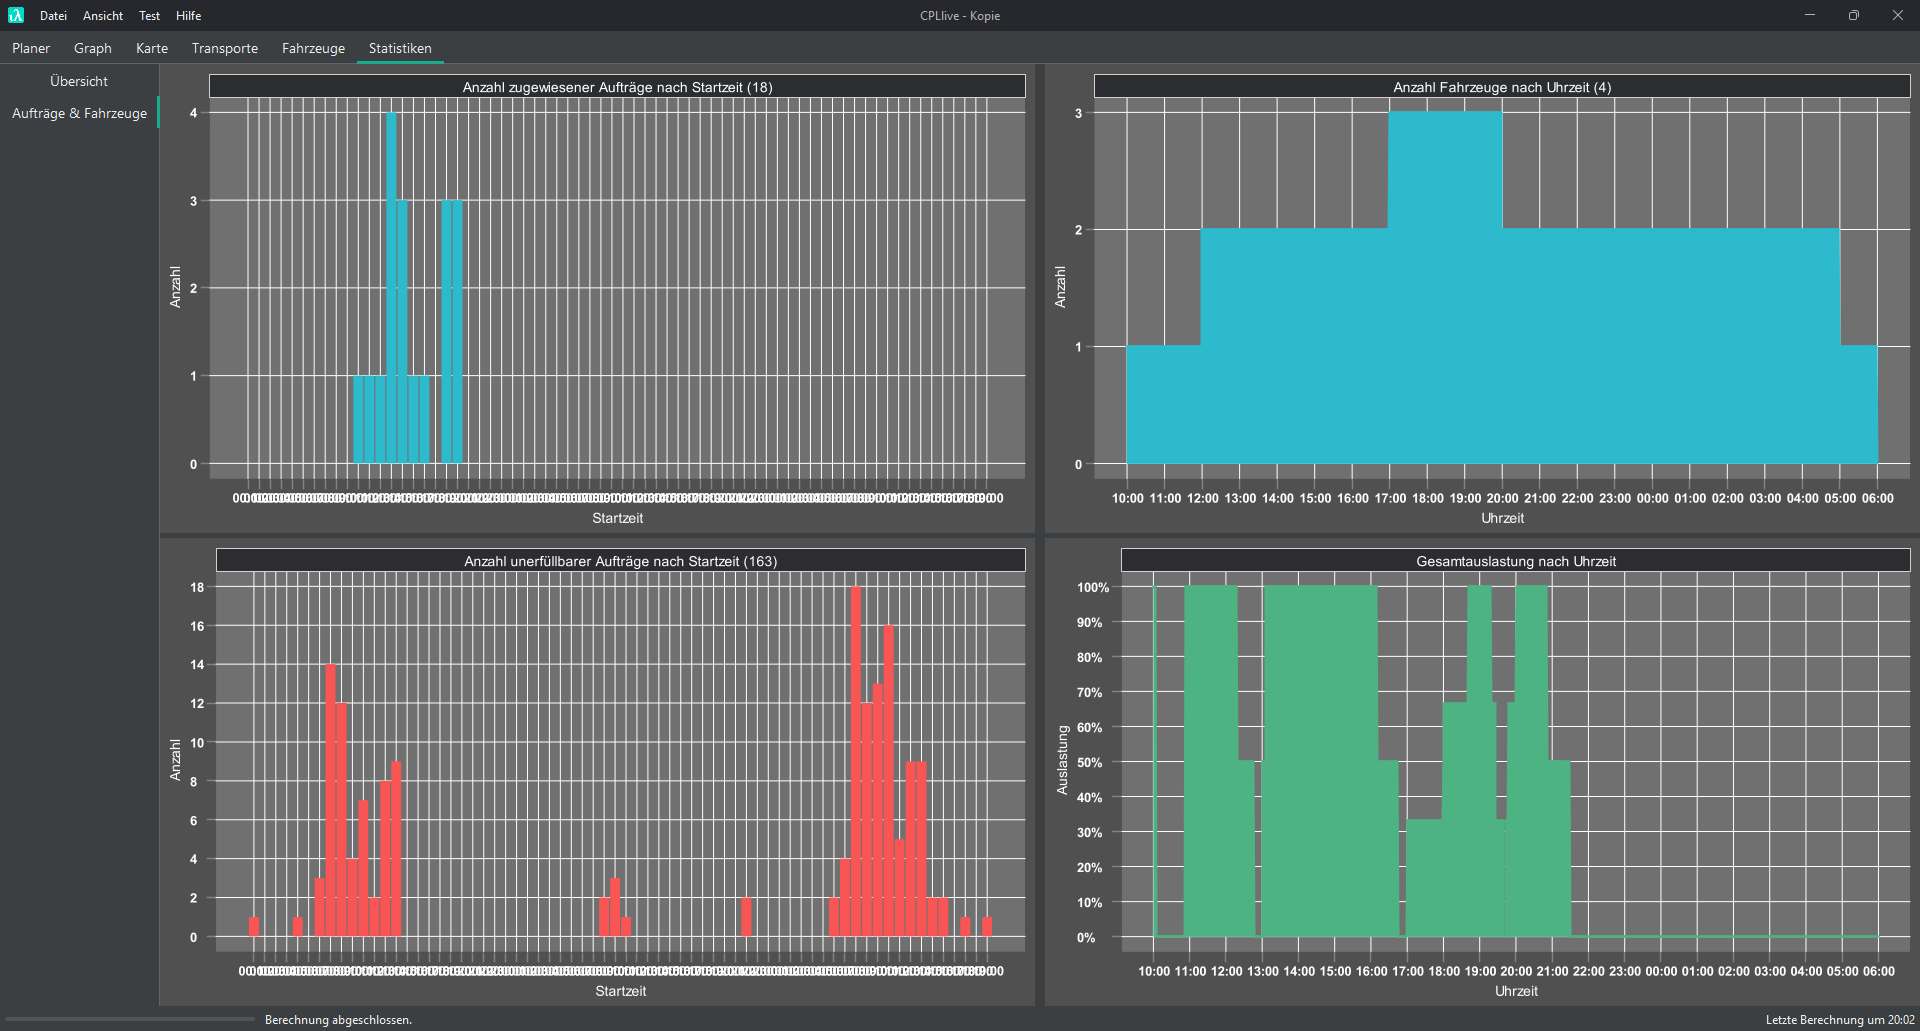 Datei Ansicht Test Hilfe
CPLlive - Kopie
Planer Graph Karte Transporte Fahrzeuge Statistiken
Übersicht
Aufträge & Fahrzeuge
Anzahl zugewiesener Aufträge nach Startzeit (18)
Anzahl
4
3
2
1
0
Startzeit
Anzahl Fahrzeuge nach Uhrzeit (4)
Anzahl
3
2
1
0
10:00 11:00 12:00 13:00 14:00 15:00 16:00 17:00 18:00 19:00 20:00 21:00 22:00 23:00 00:00 01:00 02:00 03:00 04:00 05:00 06:00
Uhrzeit
Anzahl unerfüllbarer Aufträge nach Startzeit (163)
Anzahl
18
16
14
12
10
8
6
4
2
0
Startzeit
Gesamtauslastung nach Uhrzeit
Auslastung
100%
90%
80%
70%
60%
50%
40%
30%
20%
10%
0%
10:00 11:00 12:00 13:00 14:00 15:00 16:00 17:00 18:00 19:00 20:00 21:00 22:00 23:00 00:00 01:00 02:00 03:00 04:00 05:00 06:00
Uhrzeit
Berechnung abgeschlossen.
Letzte Berechnung um 20:02